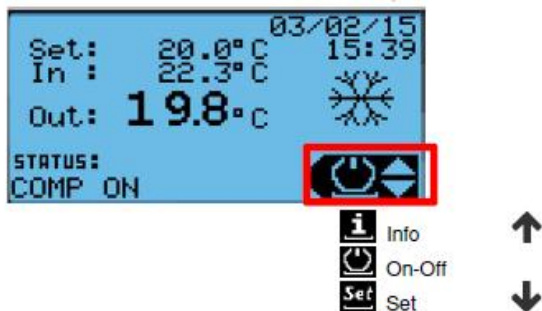 03/02/15
Set: 20.0°C 15:39
In : 22.3°C
Out: 19.8°C
STATUS:
COMP ON
i Info
On-Off
Set Set